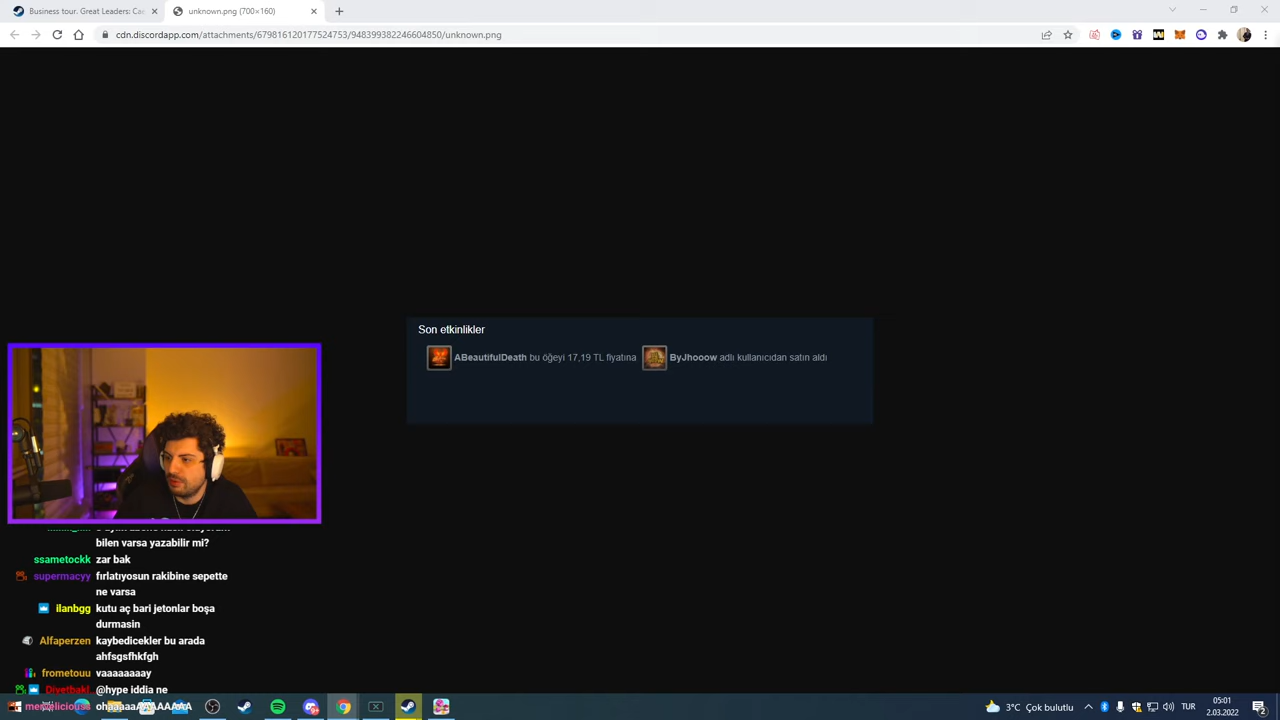 Business tour. Great Leaders: Ca
unknown.png (700×160)
cdn.discordapp.com/attachments/679816120177524753/948399382246604850/unknown.png
Son etkinlikler
ABeautifulDeath bu öğeyi 17,19 TL fiyatına ByJhooow adlı kullanıcıdan satın aldı
bilen varsa yazabilir mi?
ssametockk zar bak
supermacyy fırlatıyosun rakibine sepette
ne varsa
ilanbgg kutu aç bari jetonlar boşa
durmasin
Alfaperzen kaybedicekler bu arada
ahfsgsfhkfgh
frometouu vaaaaaaaay
@hype iddia ne
3°C Çok bulutlu
TUR
05:01
2.03.2022
2